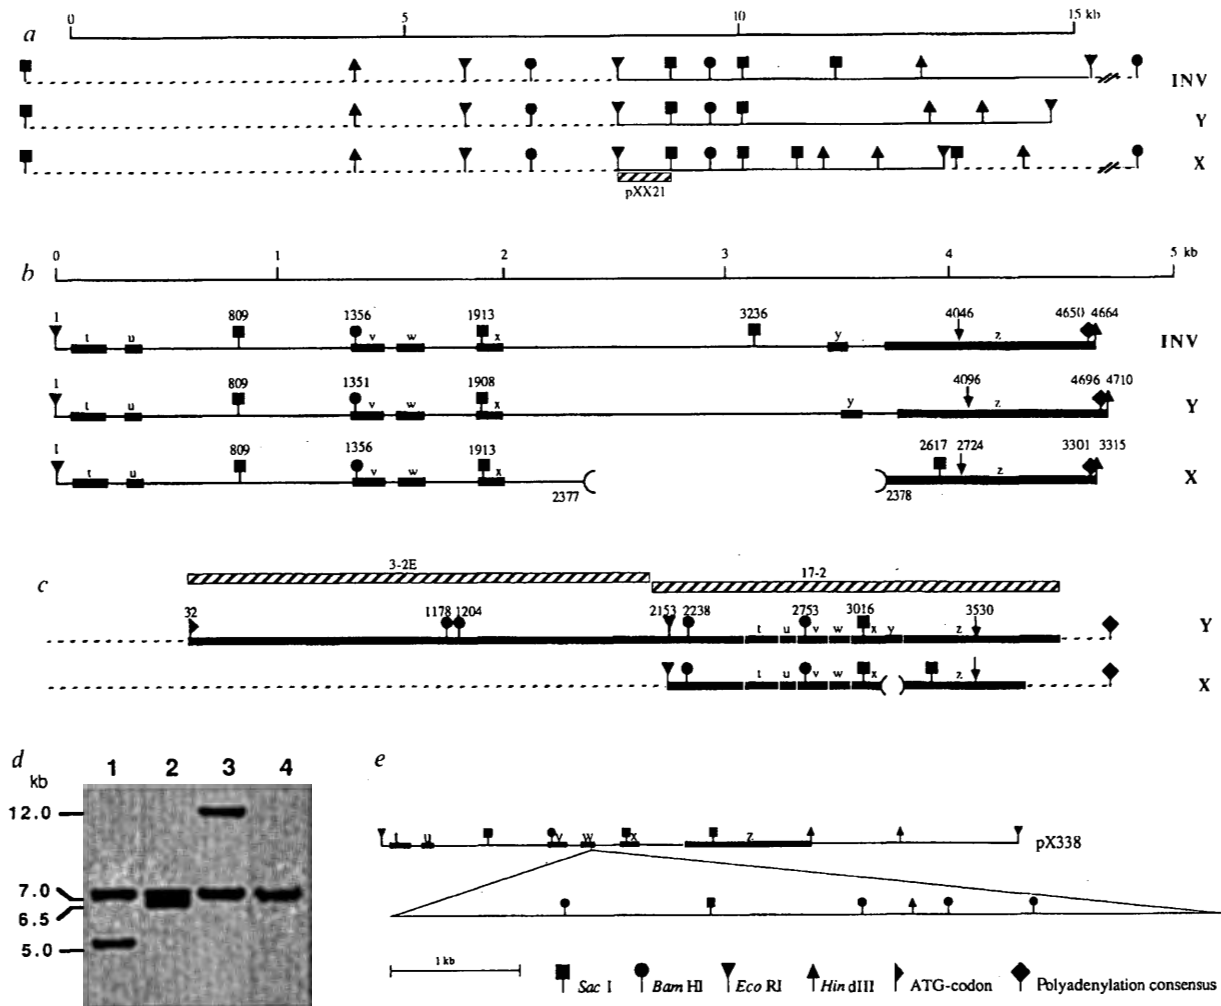 a
0 5 10 15 kb
INV
Y
X
pXX21
b
0 1 2 3 4 5 kb
1 809 1356 1913 3236 4046 4650 4664
t u v w x y z
INV
1 809 1351 1908 4096 4696 4710
t u v w x y z
Y
1 809 1356 1913 2617 2724 3301 3315
t u v w x z
X
2377 2378
c
3-2E
17-2
32 1178 1204 2153 2238 2753 3016 3530
t u v w x y z
Y
t u v w x z
X
d
1 2 3 4
kb
12.0
7.0
6.5
5.0
e
t u v w x z
pX338
1 kb
Sac I Bam HI Eco RI Hin dIII ATG-codon Polyadenylation consensus